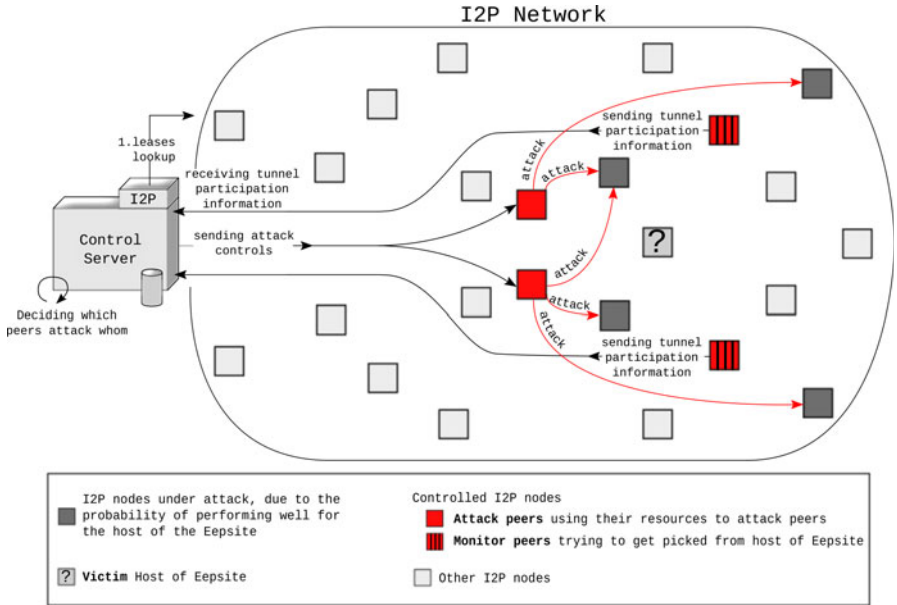 I2P Network
1.leases
lookup
I2P
Control
Server
Deciding which
peers attack whom
receiving tunnel
participation
information
sending attack
controls
sending tunnel
participation
information
attack
attack
attack
attack
attack
?
sending tunnel
participation
information
I2P nodes under attack, due to the
probability of performing well for
the host of the Eepsite
? Victim Host of Eepsite
Controlled I2P nodes
Attack peers using their resources to attack peers
Monitor peers trying to get picked from host of Eepsite
Other I2P nodes